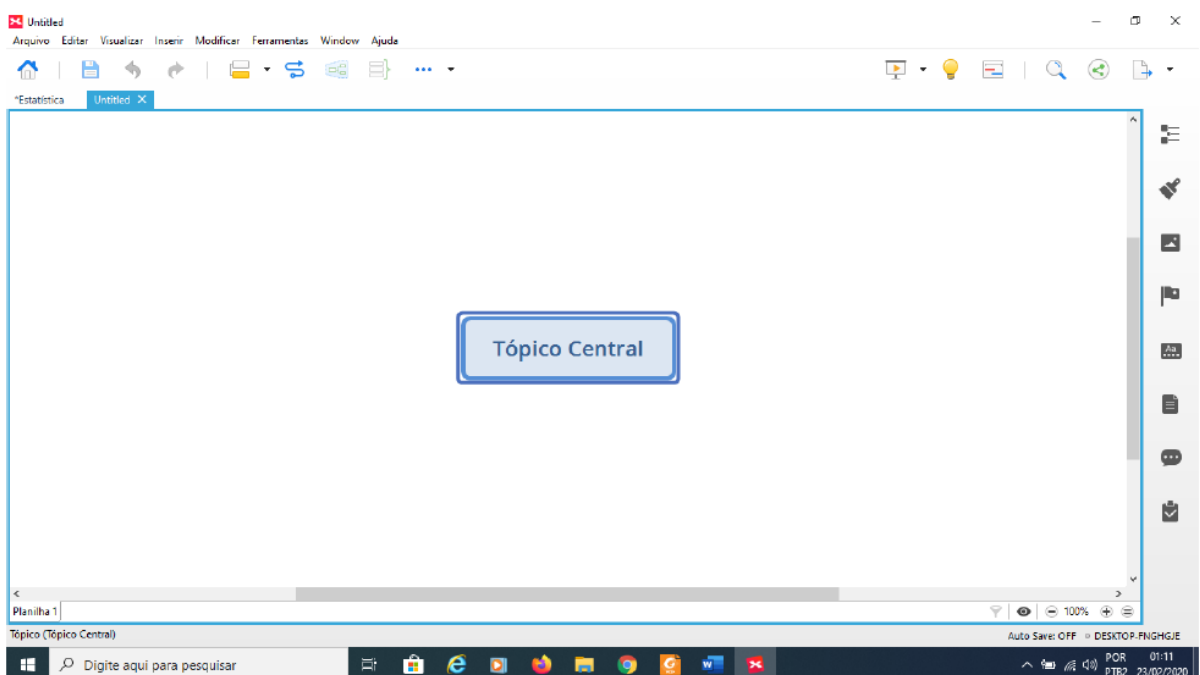 Untitled
Arquivo Editar Visualizar Inserir Modificar Ferramentas Window Ajuda
*Estatística Untitled
Tópico Central
Aa
Planilha 1
100%
Tópico (Tópico Central)
Auto Save: OFF DESKTOP-FNGHGJE
Digite aqui para pesquisar
POR 01:11
PTB2 23/02/2020